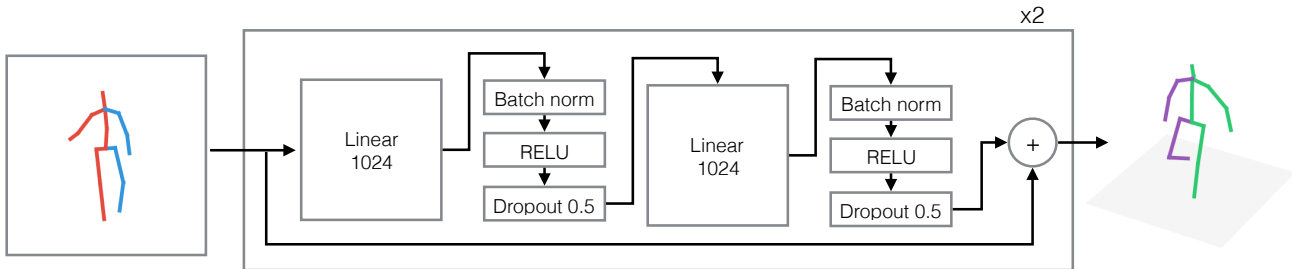 x2
Linear
1024
Batch norm
RELU
Dropout 0.5
Linear
1024
Batch norm
RELU
Dropout 0.5
+